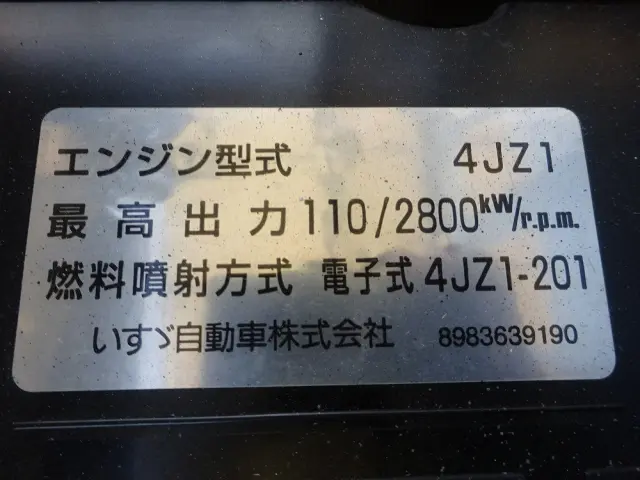 エンジン型式 4JZ1
最高出力 110/2800kW/r.p.m.
燃料噴射方式 電子式 4JZ1-201
いすゞ自動車株式会社 8983639190